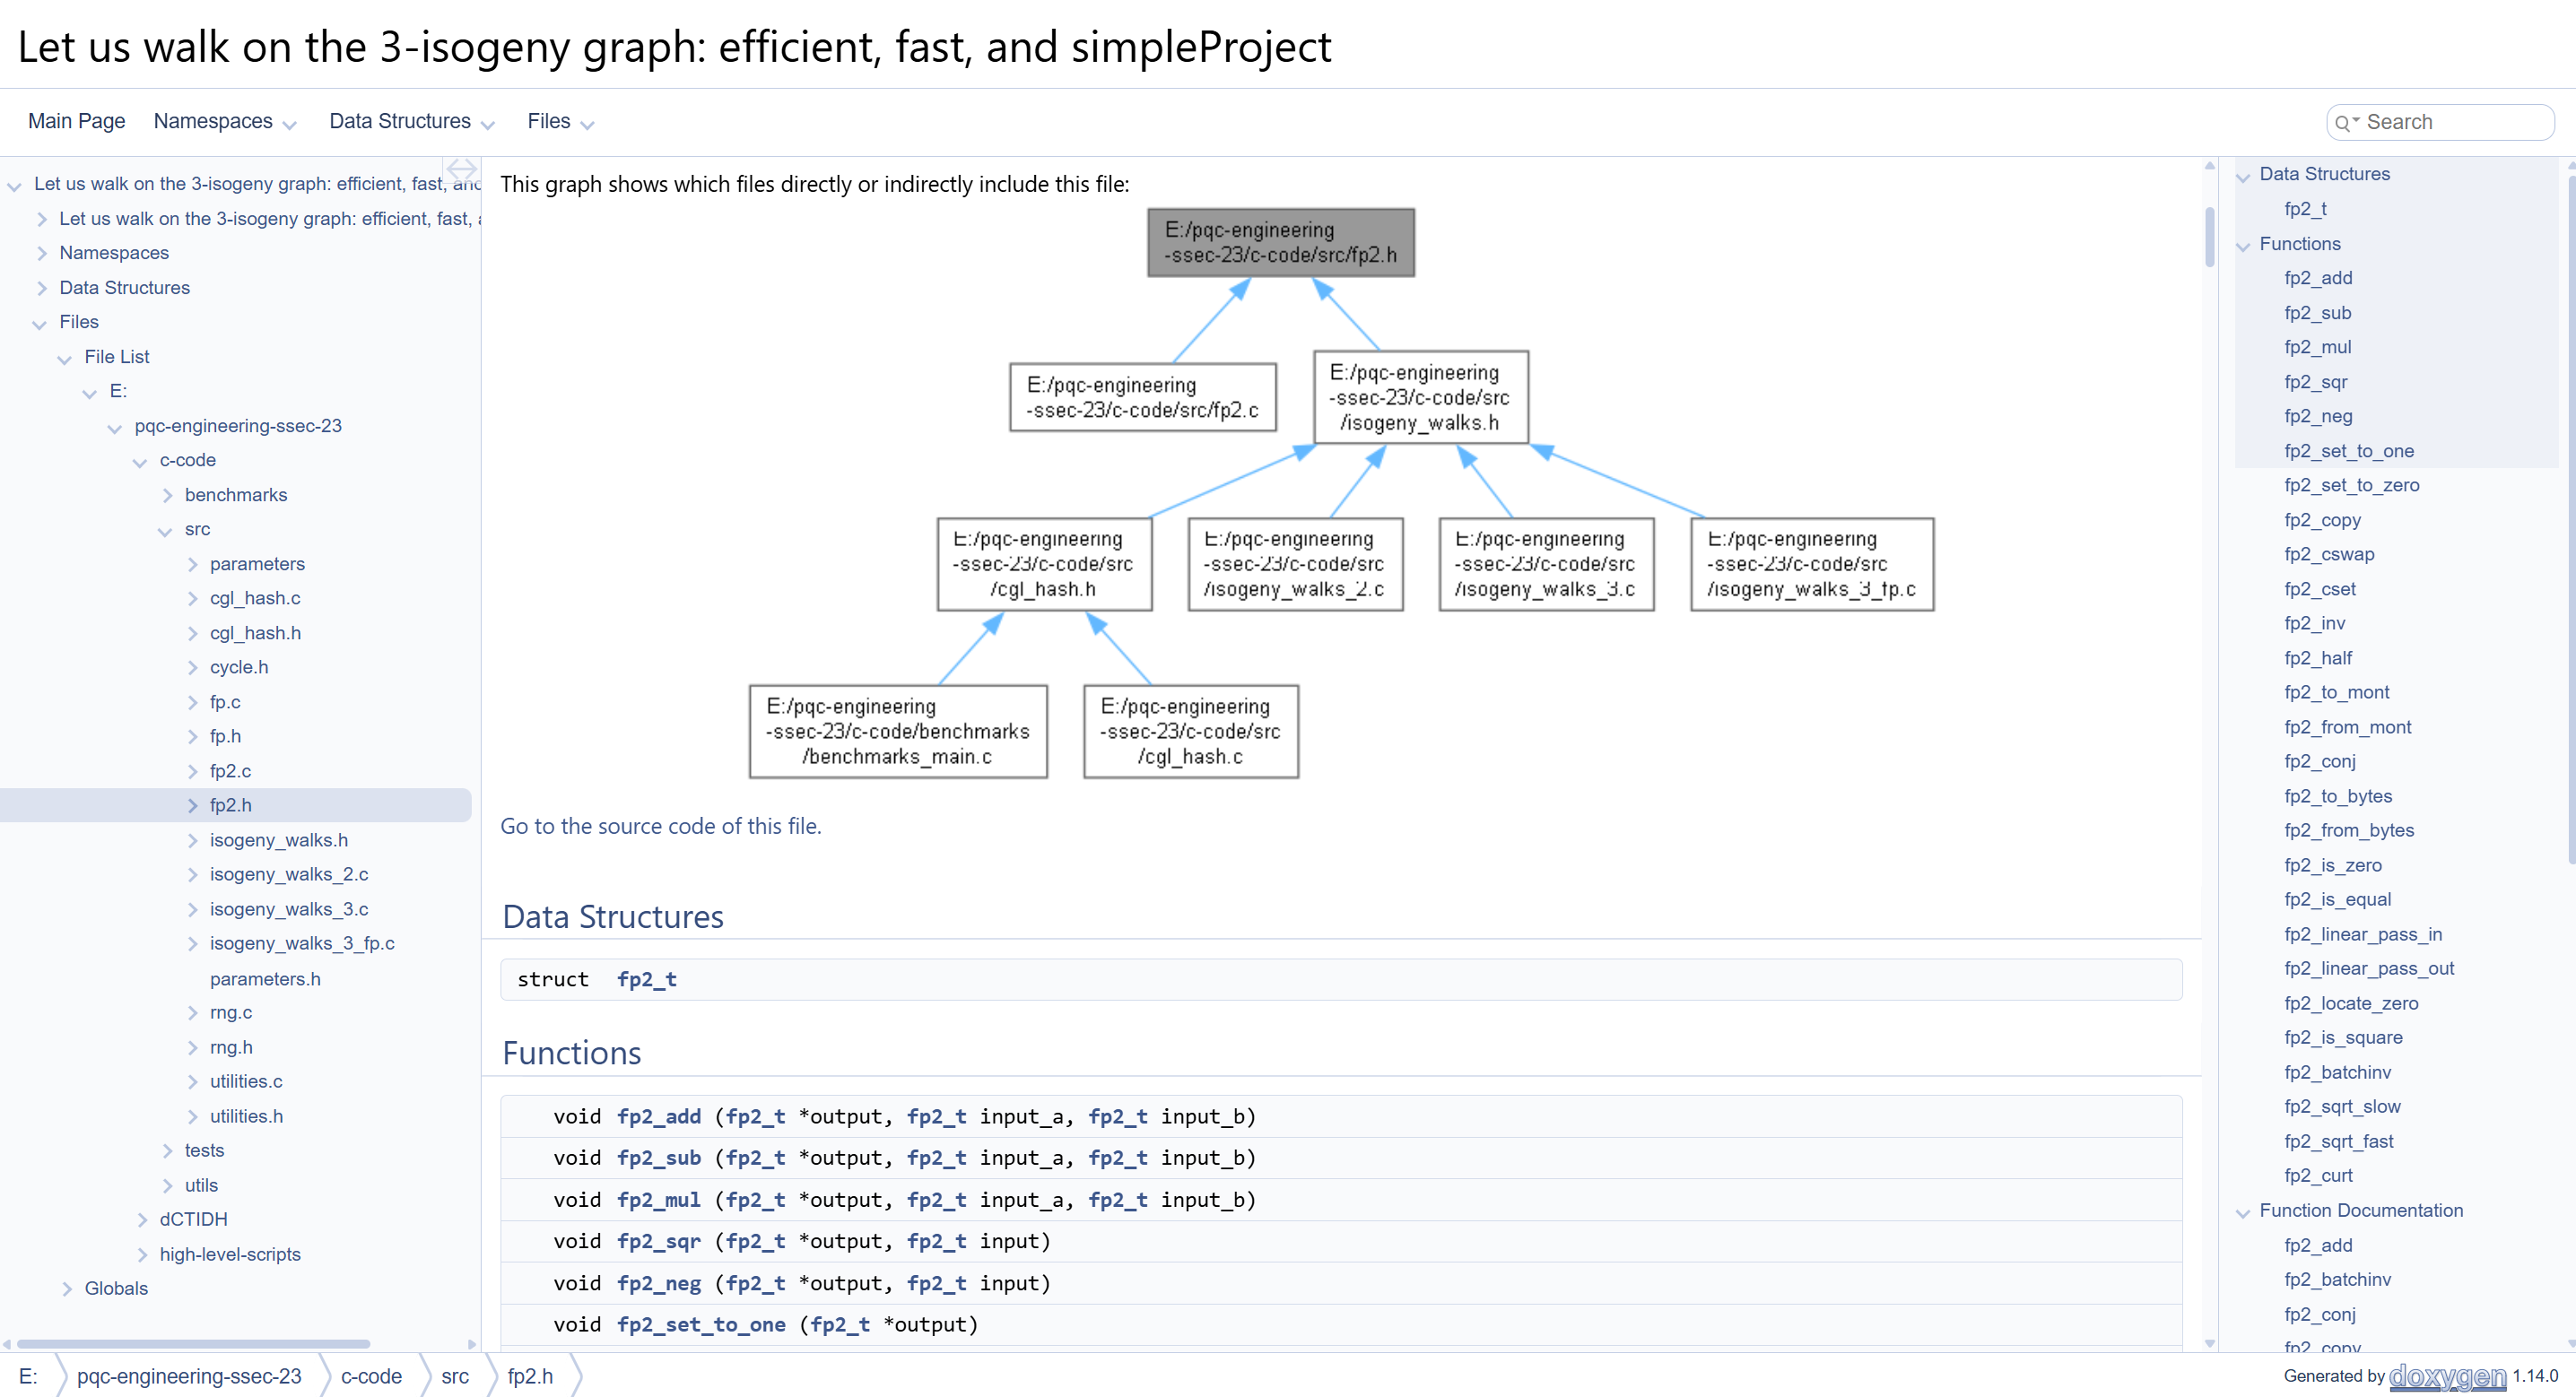 Let us walk on the 3-isogeny graph: efficient, fast, and simpleProject
Main Page
Namespaces
Data Structures
Files
Search
Let us walk on the 3-isogeny graph: efficient, fast, and
Let us walk on the 3-isogeny graph: efficient, fast,
Namespaces
Data Structures
Files
File List
E:
pqc-engineering-ssec-23
c-code
benchmarks
src
parameters
cgl_hash.c
cgl_hash.h
cycle.h
fp.c
fp.h
fp2.c
fp2.h
isogeny_walks.h
isogeny_walks_2.c
isogeny_walks_3.c
isogeny_walks_3_fp.c
parameters.h
rng.c
rng.h
utilities.c
utilities.h
tests
utils
dCTIDH
high-level-scripts
Globals
This graph shows which files directly or indirectly include this file:
E:/pqc-engineering
-ssec-23/c-code/src/fp2.h
E:/pqc-engineering
-ssec-23/c-code/src/fp2.c
E:/pqc-engineering
-ssec-23/c-code/src
/isogeny_walks.h
E:/pqc-engineering
-ssec-23/c-code/src
/cgl_hash.h
E:/pqc-engineering
-ssec-23/c-code/src
/isogeny_walks_2.c
E:/pqc-engineering
-ssec-23/c-code/src
/isogeny_walks_3.c
E:/pqc-engineering
-ssec-23/c-code/src
/isogeny_walks_3_fp.c
E:/pqc-engineering
-ssec-23/c-code/benchmarks
/benchmarks_main.c
E:/pqc-engineering
-ssec-23/c-code/src
/cgl_hash.c
Go to the source code of this file.
Data Structures
struct fp2_t
Functions
void fp2_add (fp2_t *output, fp2_t input_a, fp2_t input_b)
void fp2_sub (fp2_t *output, fp2_t input_a, fp2_t input_b)
void fp2_mul (fp2_t *output, fp2_t input_a, fp2_t input_b)
void fp2_sqr (fp2_t *output, fp2_t input)
void fp2_neg (fp2_t *output, fp2_t input)
void fp2_set_to_one (fp2_t *output)
Data Structures
fp2_t
Functions
fp2_add
fp2_sub
fp2_mul
fp2_sqr
fp2_neg
fp2_set_to_one
fp2_set_to_zero
fp2_copy
fp2_cswap
fp2_cset
fp2_inv
fp2_half
fp2_to_mont
fp2_from_mont
fp2_conj
fp2_to_bytes
fp2_from_bytes
fp2_is_zero
fp2_is_equal
fp2_linear_pass_in
fp2_linear_pass_out
fp2_locate_zero
fp2_is_square
fp2_batchinv
fp2_sqrt_slow
fp2_sqrt_fast
fp2_curt
Function Documentation
fp2_add
fp2_batchinv
fp2_conj
fp2_copy
E:
pqc-engineering-ssec-23
c-code
src
fp2.h
Generated by doxygen 1.14.0